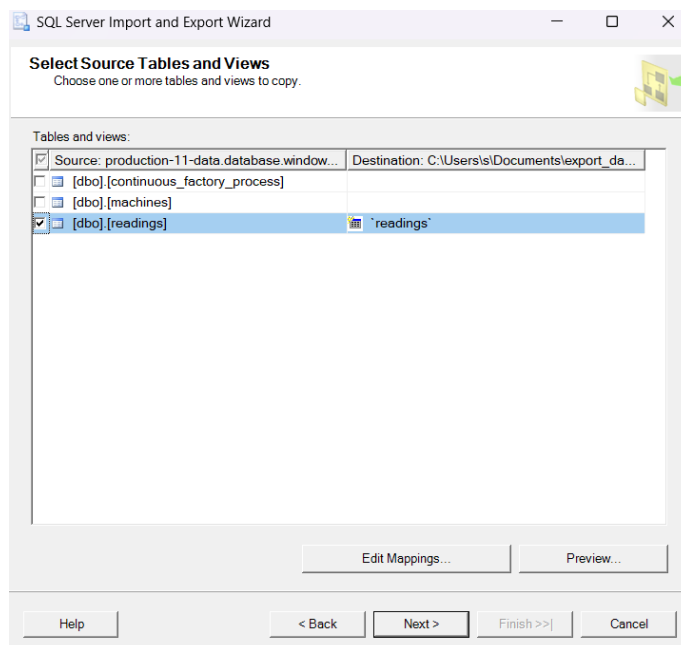 SQL Server Import and Export Wizard
Select Source Tables and Views
Choose one or more tables and views to copy.
Tables and views:
Source: production-11-data.database.window... Destination: C:\Users\s\Documents\export_da...
[dbo].[continuous_factory_process]
[dbo].[machines]
[dbo].[readings] `readings`
Edit Mappings... Preview...
Help < Back Next > Finish >>| Cancel